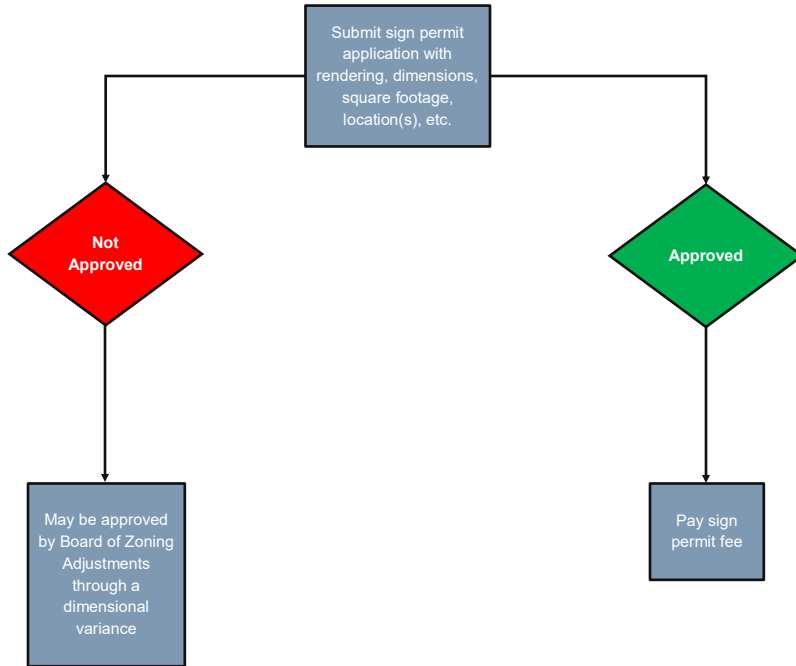 Submit sign permit
application with
rendering, dimensions,
square footage,
location(s), etc.
Not
Approved
Approved
May be approved
by Board of Zoning
Adjustments
through a
dimensional
variance
Pay sign
permit fee